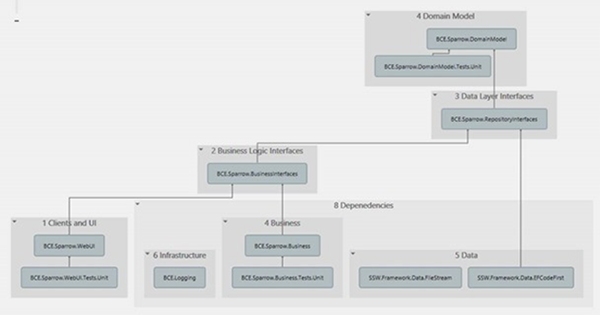 4 Domain Model
BCE.Sparrow.DomainModel
BCE.Sparrow.DomainModel.Tests.Unit
3 Data Layer Interfaces
BCE.Sparrow.RepositoryInterfaces
2 Business Logic Interfaces
BCE.Sparrow.BusinessInterfaces
8 Depenedencies
1 Clients and UI
BCE.Sparrow.WebUI
BCE.Sparrow.WebUI.Tests.Unit
6 Infrastructure
BCE.Logging
4 Business
BCE.Sparrow.Business
BCE.Sparrow.Business.Tests.Unit
5 Data
SSW.Framework.Data.FileStream
SSW.Framework.Data.EFCodeFirst